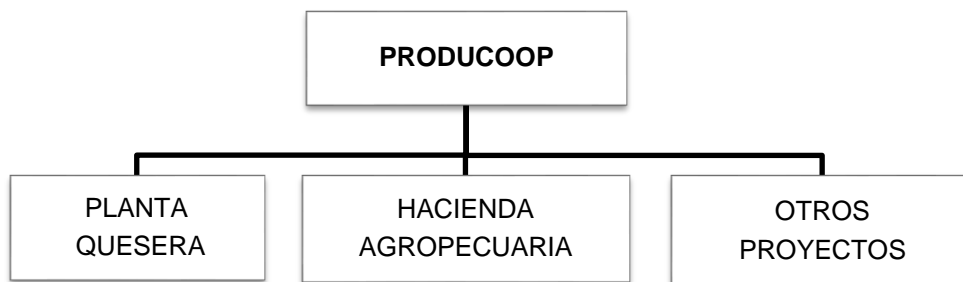 PRODUCOOP
PLANTA
QUESERA
HACIENDA
AGROPECUARIA
OTROS
PROYECTOS